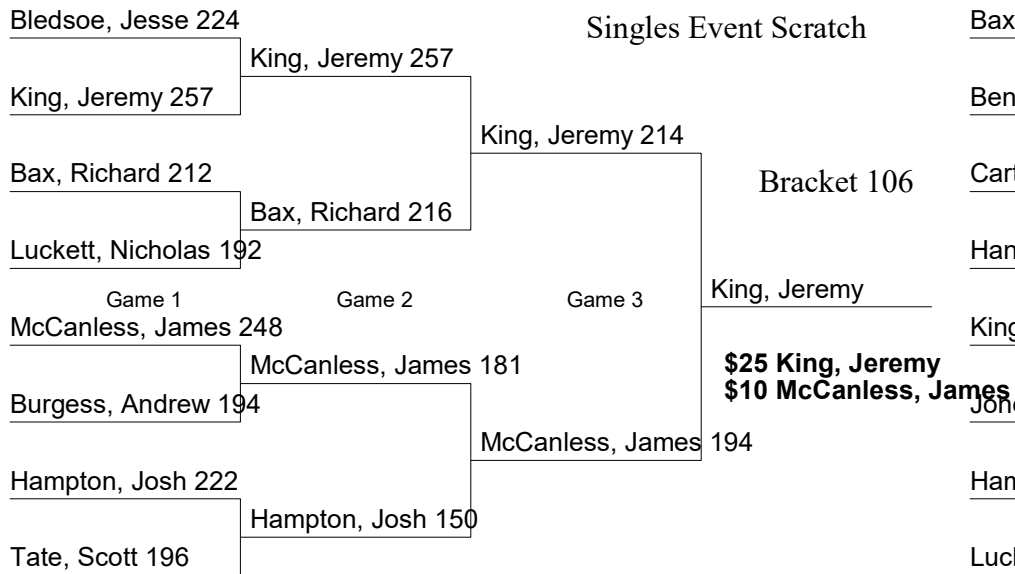 Bledsoe, Jesse 224
King, Jeremy 257
Bax, Richard 212
Luckett, Nicholas 192
Game 1
McCanless, James 248
Burgess, Andrew 194
Hampton, Josh 222
Tate, Scott 196
King, Jeremy 257
Bax, Richard 216
Game 2
McCanless, James 181
Hampton, Josh 150
King, Jeremy 214
Game 3
McCanless, James 194
Singles Event Scratch
Bracket 106
King, Jeremy
$25 King, Jeremy
$10 McCanless, James
Bax
Ben
Cart
Han
King
Ham